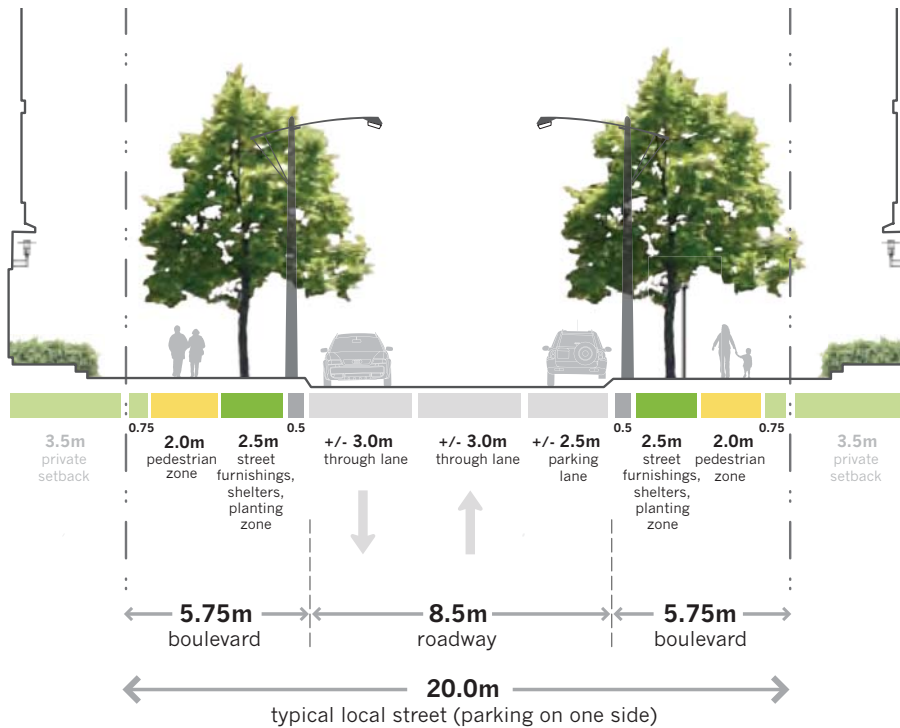 3.5m
private
setback
0.75
2.0m
pedestrian
zone
2.5m
street
furnishings,
shelters,
planting
zone
0.5
+/- 3.0m
through lane
+/- 3.0m
through lane
+/- 2.5m
parking
lane
0.5
2.5m
street
furnishings,
shelters,
planting
zone
2.0m
pedestrian
zone
0.75
3.5m
private
setback
5.75m
boulevard
8.5m
roadway
5.75m
boulevard
20.0m
typical local street (parking on one side)